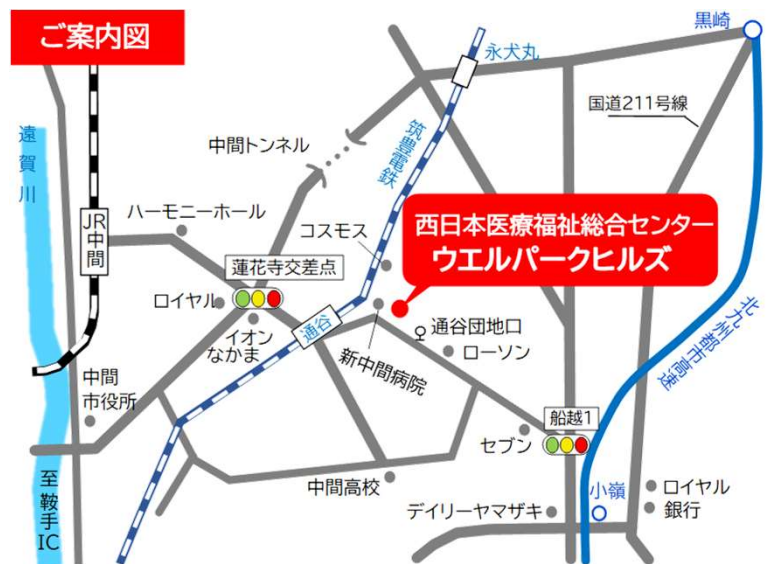 ご案内図
黒崎
永犬丸
国道211号線
遠賀川
筑豊電鉄
中間トンネル
JR中間
ハーモニーホール
コスモス
西日本医療福祉総合センター
ウエルパークヒルズ
蓮花寺交差点
ロイヤル
イオン
なかま
通谷
通谷団地口
ローソン
新中間病院
北九州都市高速
中間
市役所
船越1
セブン
至鞍手IC
中間高校
デイリーヤマザキ
小嶺
ロイヤル
銀行